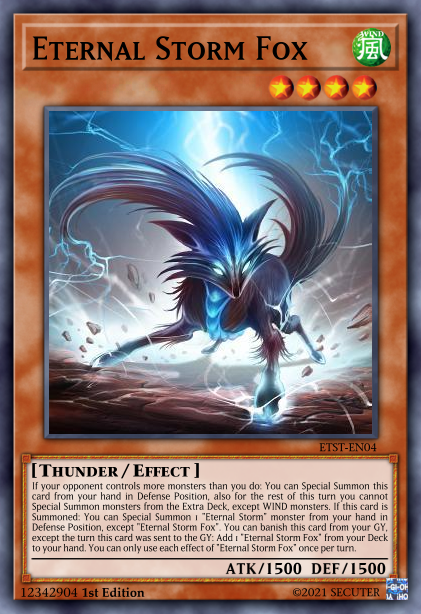 Eternal Storm Fox
WIND
風
ETST-EN04
[Thunder / Effect]
If your opponent controls more monsters than you do: You can Special Summon this
card from your hand in Defense Position, also for the rest of this turn you cannot
Special Summon monsters from the Extra Deck, except WIND monsters. If this card is
Summoned: You can Special Summon 1 "Eternal Storm" monster from your hand in
Defense Position, except "Eternal Storm Fox". You can banish this card from your GY,
except the turn this card was sent to the GY: Add 1 "Eternal Storm Fox" from your Deck
to your hand. You can only use each effect of "Eternal Storm Fox" once per turn.
ATK/1500 DEF/1500
12342904 1st Edition ©2021 SECUTER